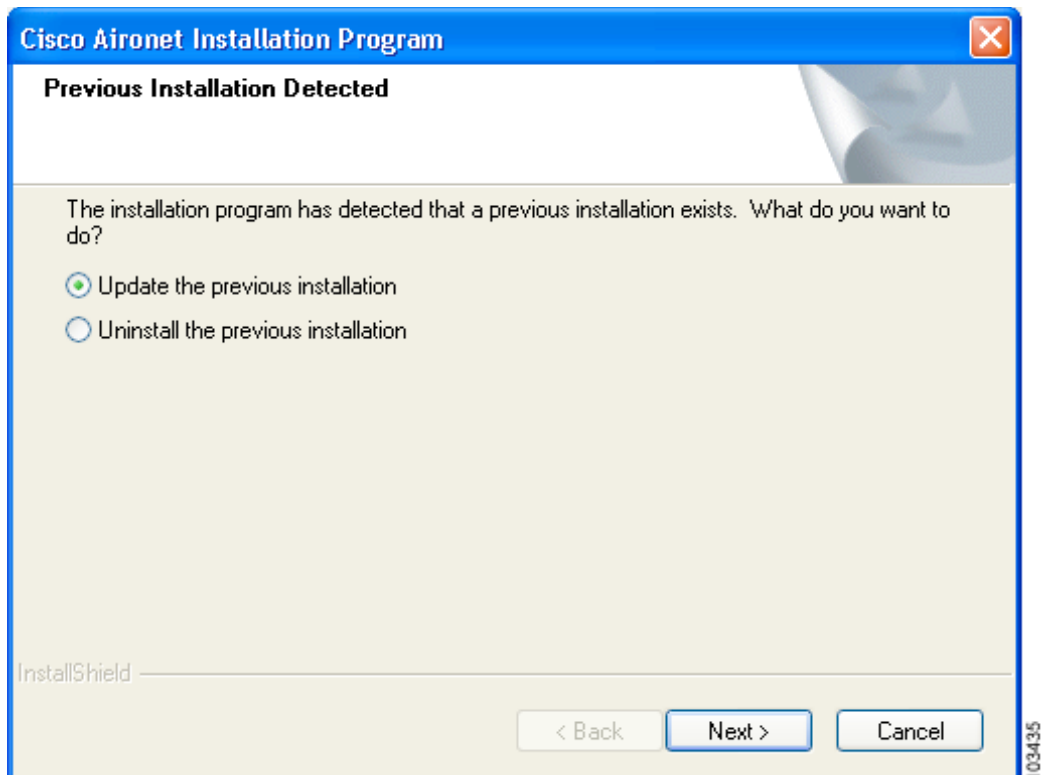 Cisco Aironet Installation Program
Previous Installation Detected
The installation program has detected that a previous installation exists.  What do you want to
do?
Update the previous installation
Uninstall the previous installation
InstallShield
< Back
Next >
Cancel
103435